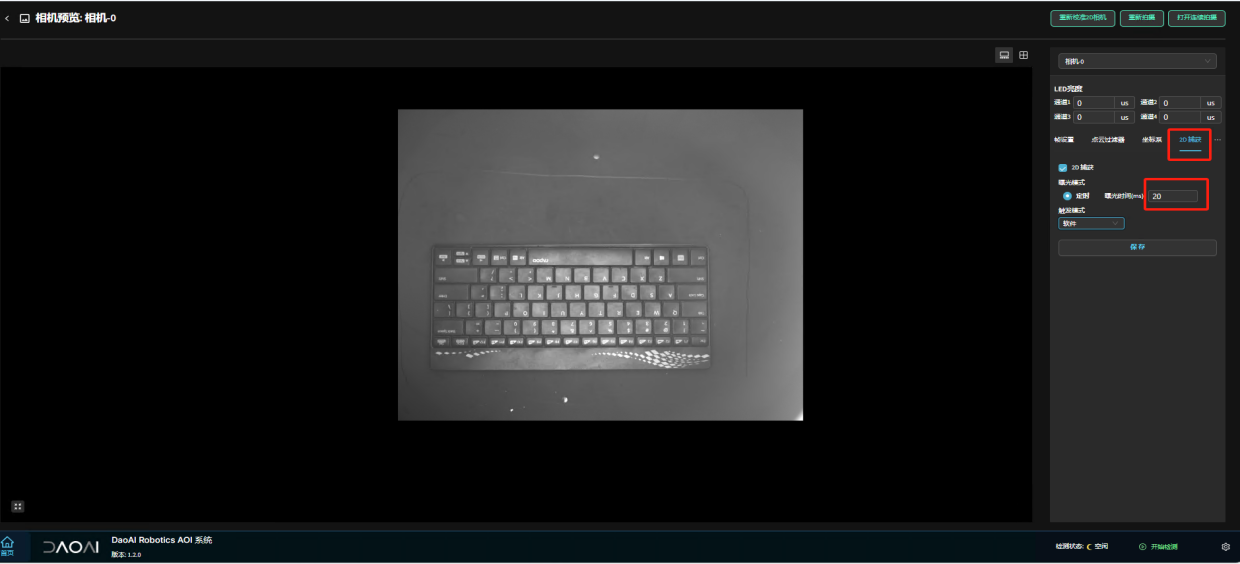 相机预览: 相机-0
重新校准2D相机 重新拍摄 打开连续拍摄
相机-0
LED亮度
通道1 0 us 通道2 0 us
通道3 0 us 通道4 0 us
帧设置 点云过滤器 坐标系 2D 捕获 ...
2D 捕获
曝光模式
定时 曝光时间(ms) 20
触发模式
软件
保存
首页
DAOAI
DaoAI Robotics AOI 系统
版本: 1.2.0
检测状态: 空闲 开始检测